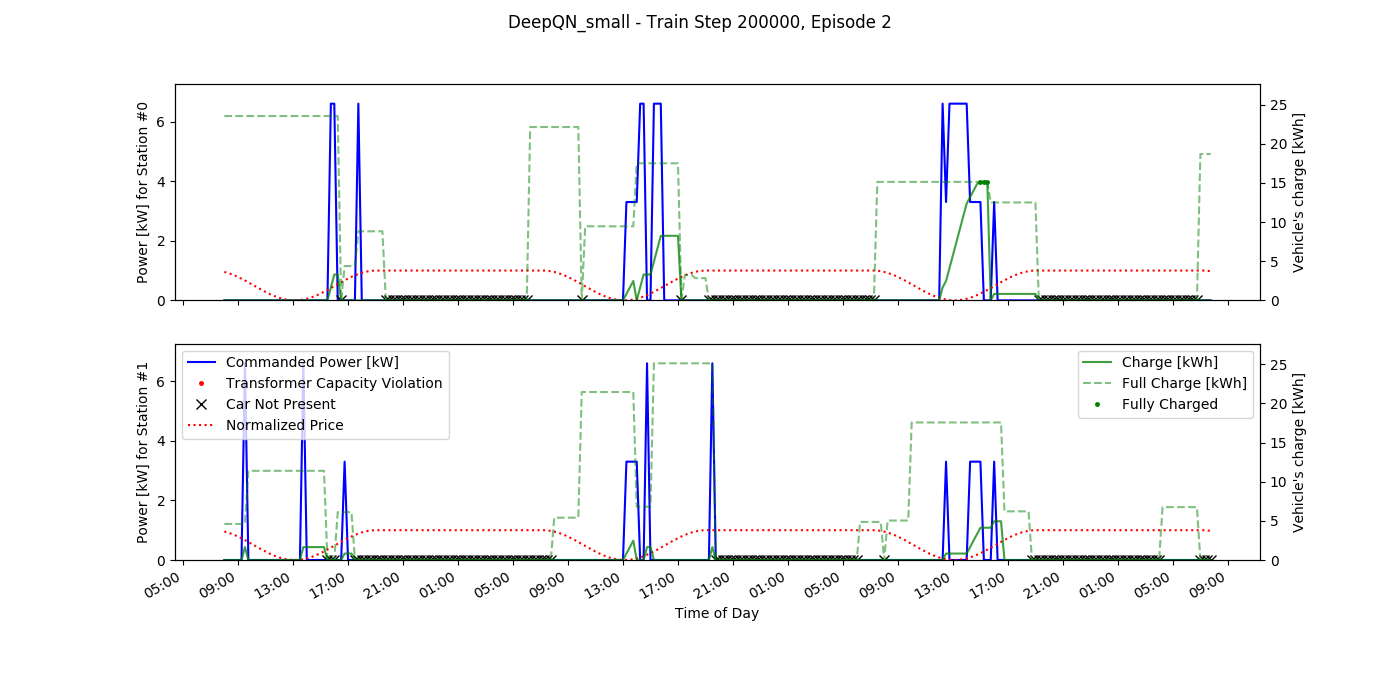 DeepQN_small - Train Step 200000, Episode 2
Power [kW] for Station #0
6
4
2
0
25
20
15
10
5
0
Vehicle's charge [kWh]
Power [kW] for Station #1
6
4
2
0
Commanded Power [kW]
Transformer Capacity Violation
Car Not Present
Normalized Price
Charge [kWh]
Full Charge [kWh]
Fully Charged
25
20
15
10
5
0
Vehicle's charge [kWh]
05:00 09:00 13:00 17:00 21:00 01:00 05:00 09:00 13:00 17:00 21:00 01:00 05:00 09:00 13:00 17:00 21:00 01:00 05:00 09:00
Time of Day